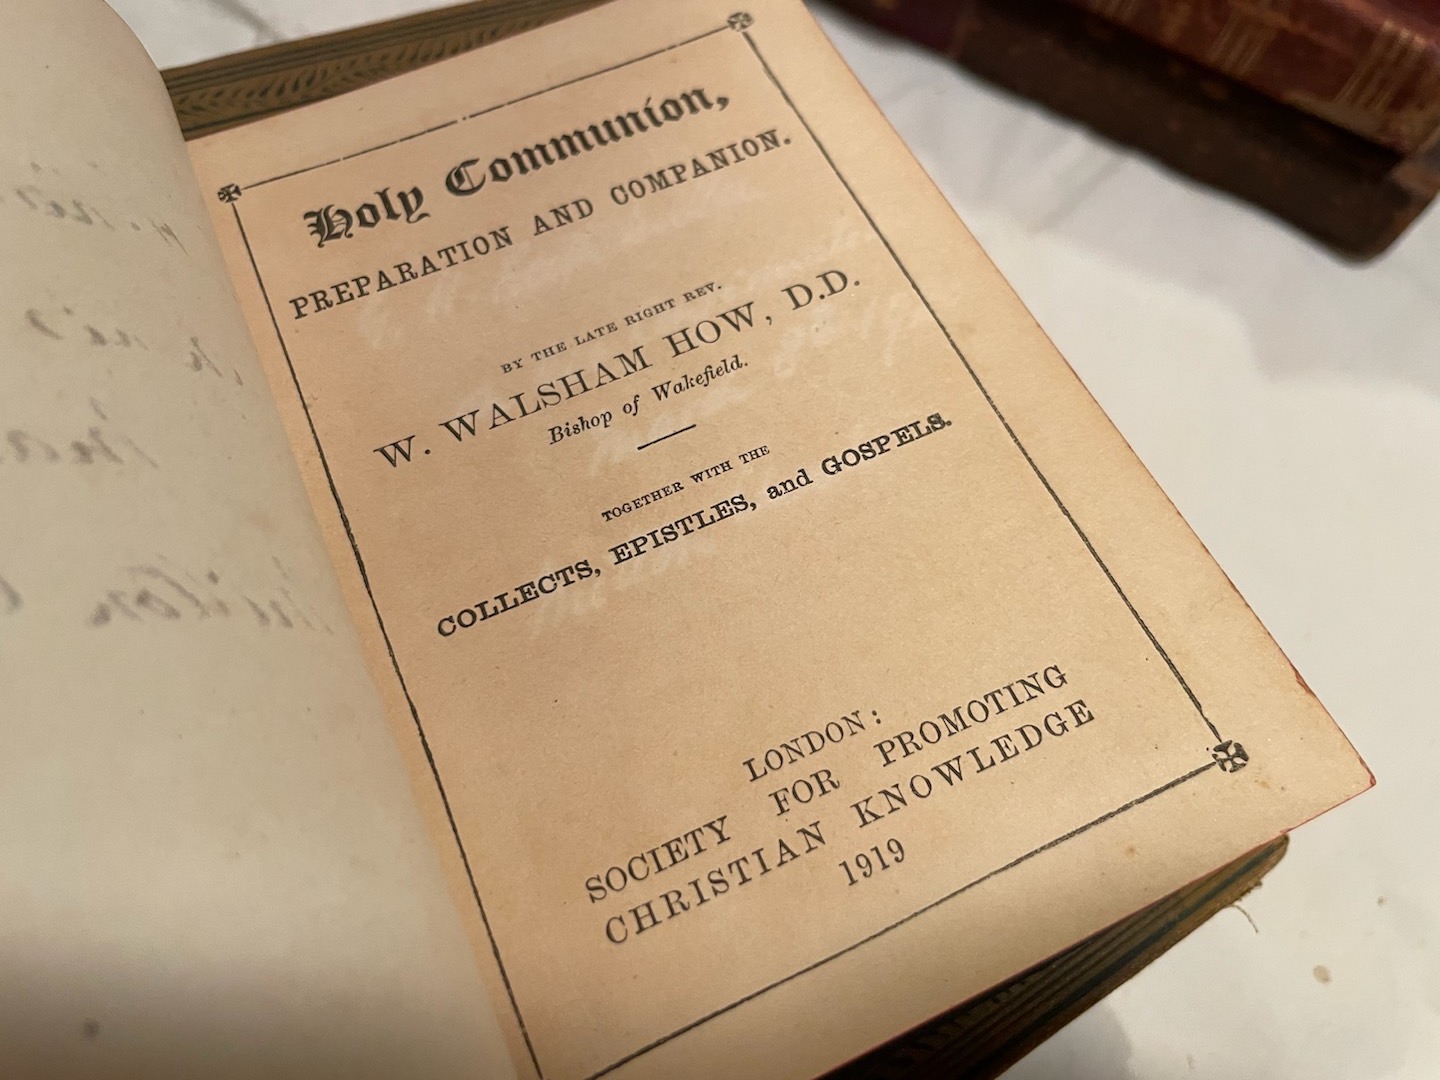 Holy Communion,
PREPARATION AND COMPANION.
BY THE LATE RIGHT REV.
W. WALSHAM HOW, D.D.
Bishop of Wakefield.
TOGETHER WITH THE
COLLECTS, EPISTLES, and GOSPELS.
LONDON:
SOCIETY FOR PROMOTING
CHRISTIAN KNOWLEDGE
1919